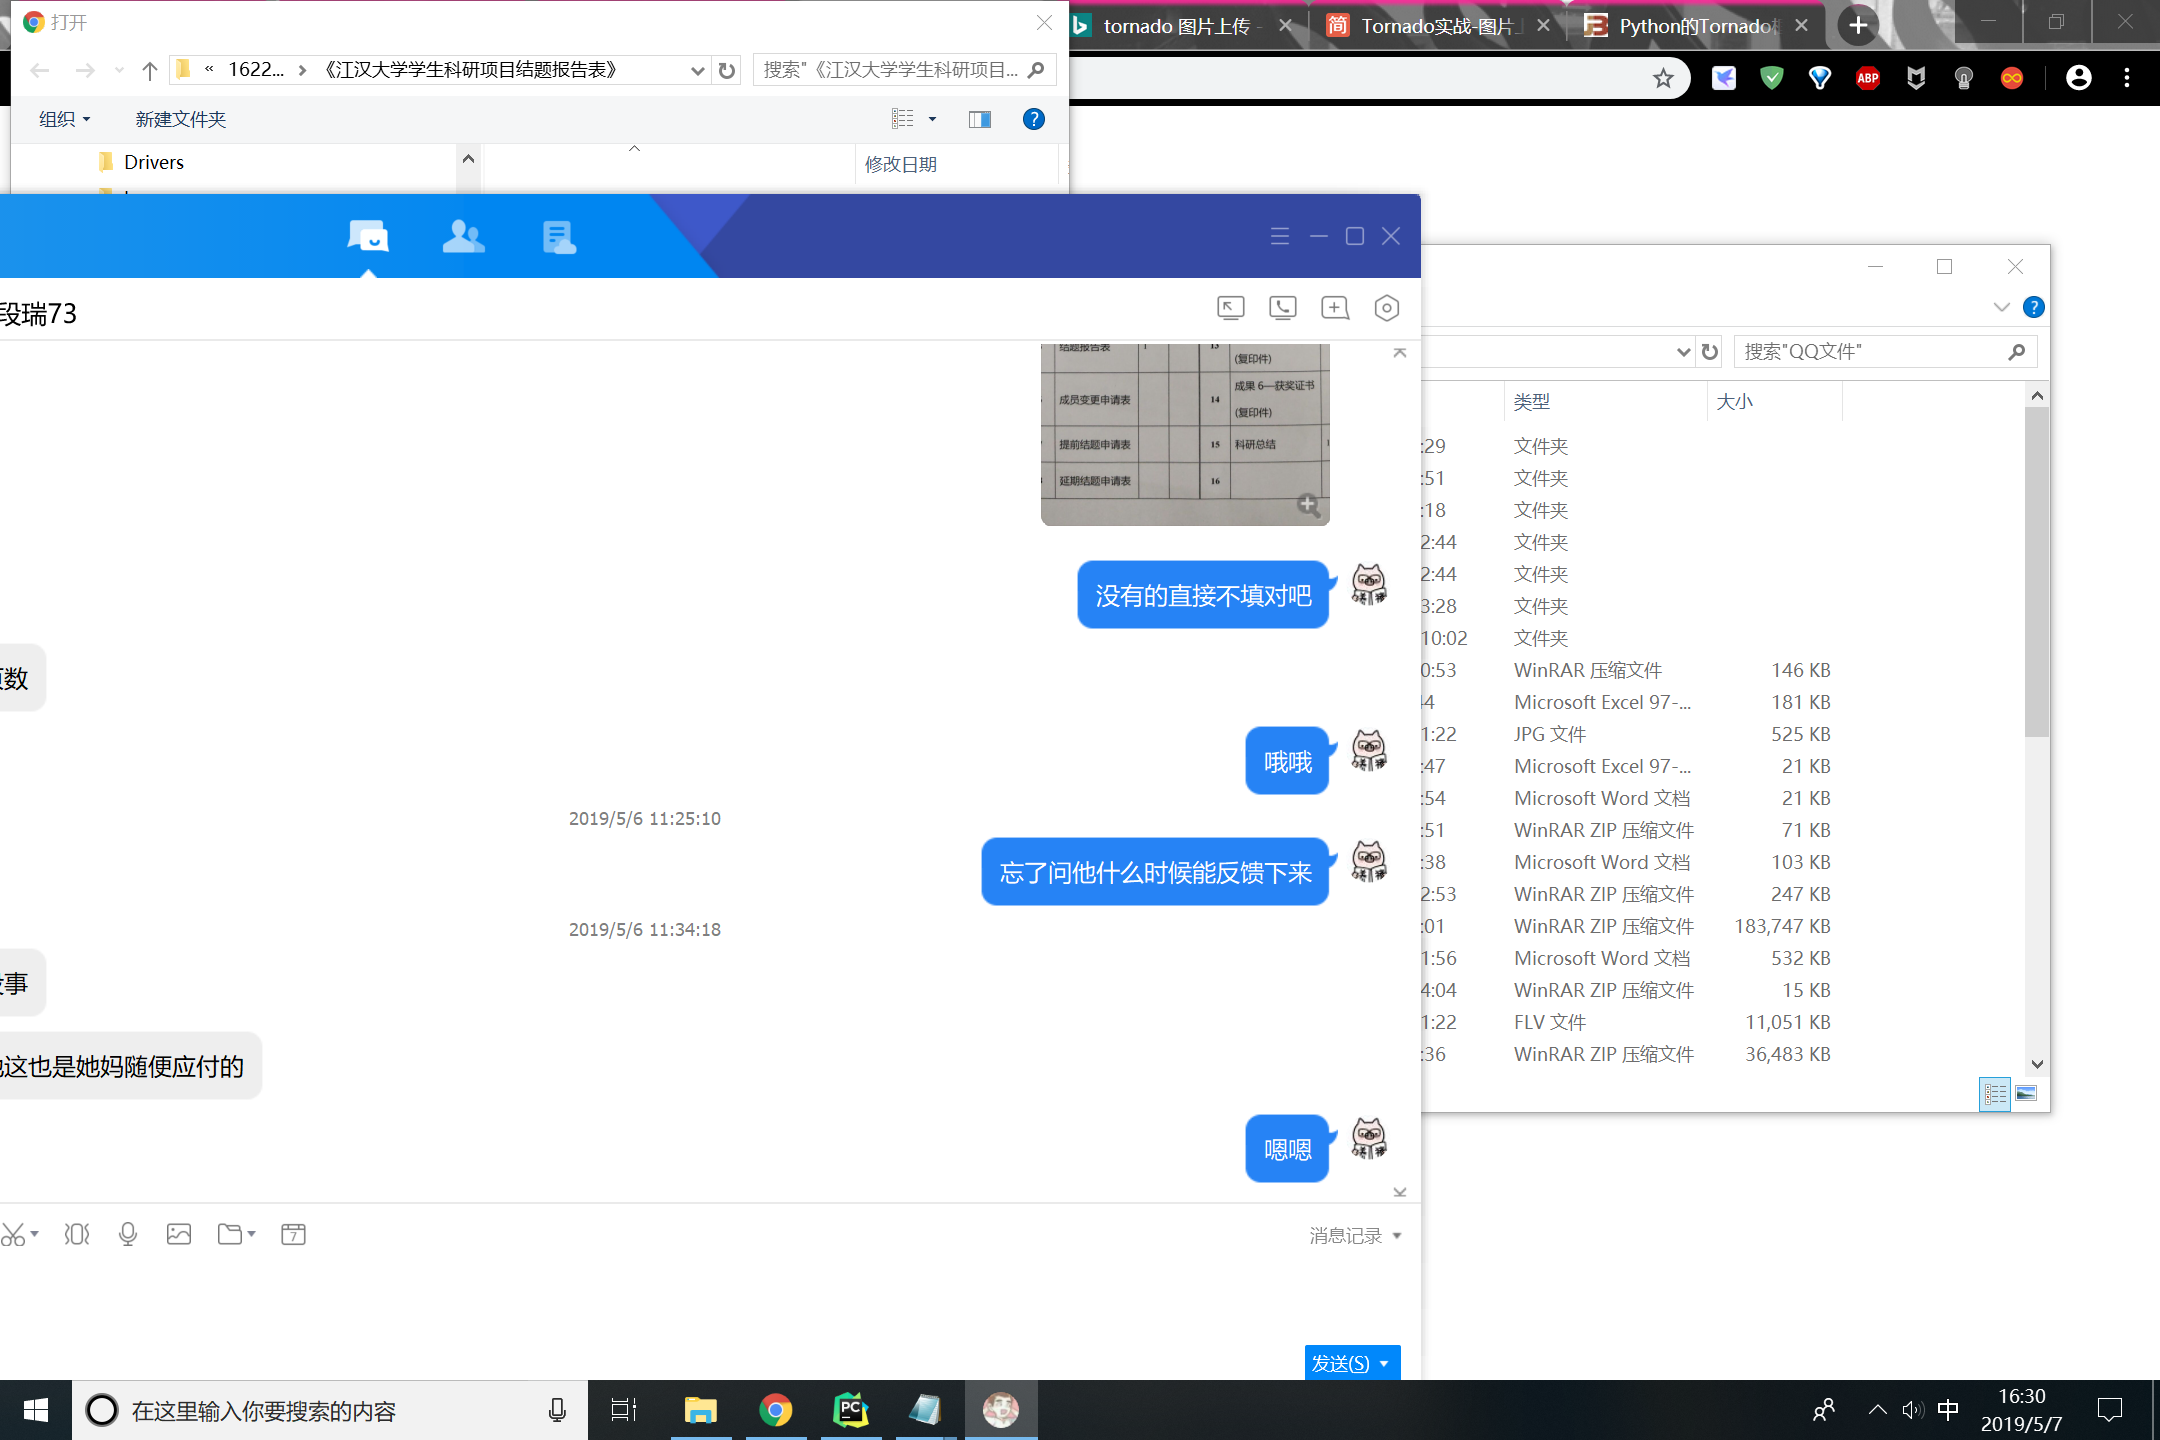 打开
tornado 图片上传 -
Tornado实战-图片
Python的Tornado
« 1622... › 《江汉大学学生科研项目结题报告表》
搜索"《江汉大学学生科研项目...
ABP
组织
新建文件夹
Drivers
修改日期
段瑞73
搜索"QQ文件"
类型
大小
结题报告表 1 13 (复印件)
成员变更申请表 14 成果 6—获奖证书
(复印件)
提前结题申请表 15 科研总结
延期结题申请表 16
没有的直接不填对吧
数
哦哦
2019/5/6 11:25:10
忘了问他什么时候能反馈下来
2019/5/6 11:34:18
事
这也是她妈随便应付的
嗯嗯
:29 文件夹
:51 文件夹
:18 文件夹
2:44 文件夹
2:44 文件夹
3:28 文件夹
10:02 文件夹
0:53 WinRAR 压缩文件 146 KB
44 Microsoft Excel 97-... 181 KB
1:22 JPG 文件 525 KB
:47 Microsoft Excel 97-... 21 KB
:54 Microsoft Word 文档 21 KB
:51 WinRAR ZIP 压缩文件 71 KB
:38 Microsoft Word 文档 103 KB
2:53 WinRAR ZIP 压缩文件 247 KB
:01 WinRAR ZIP 压缩文件 183,747 KB
1:56 Microsoft Word 文档 532 KB
4:04 WinRAR ZIP 压缩文件 15 KB
1:22 FLV 文件 11,051 KB
:36 WinRAR ZIP 压缩文件 36,483 KB
7
消息记录
发送(S)
在这里输入你要搜索的内容
PC
中
16:30
2019/5/7